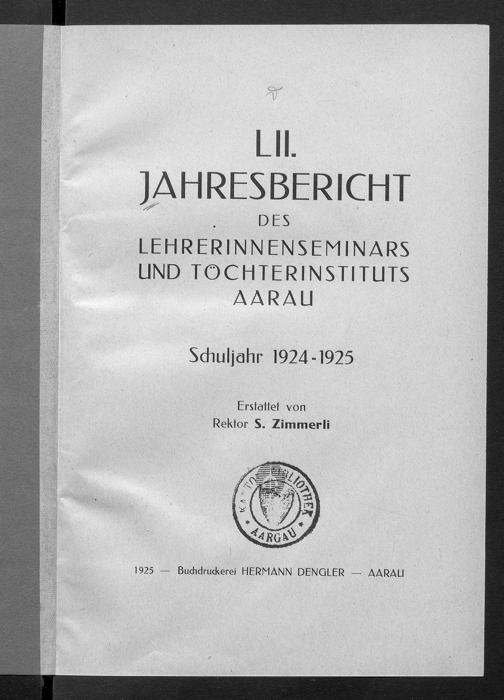 LII.
JAHRESBERICHT
DES
LEHRERINNENSEMINARS
UND TÖCHTERINSTITUTS
AARAU
Schuljahr 1924-1925
Erstattet von
Rektor S. Zimmerli
KANTONSBIBLIOTHEK
* AARGAU *
1925 — Buchdruckerei HERMANN DENGLER — AARAU